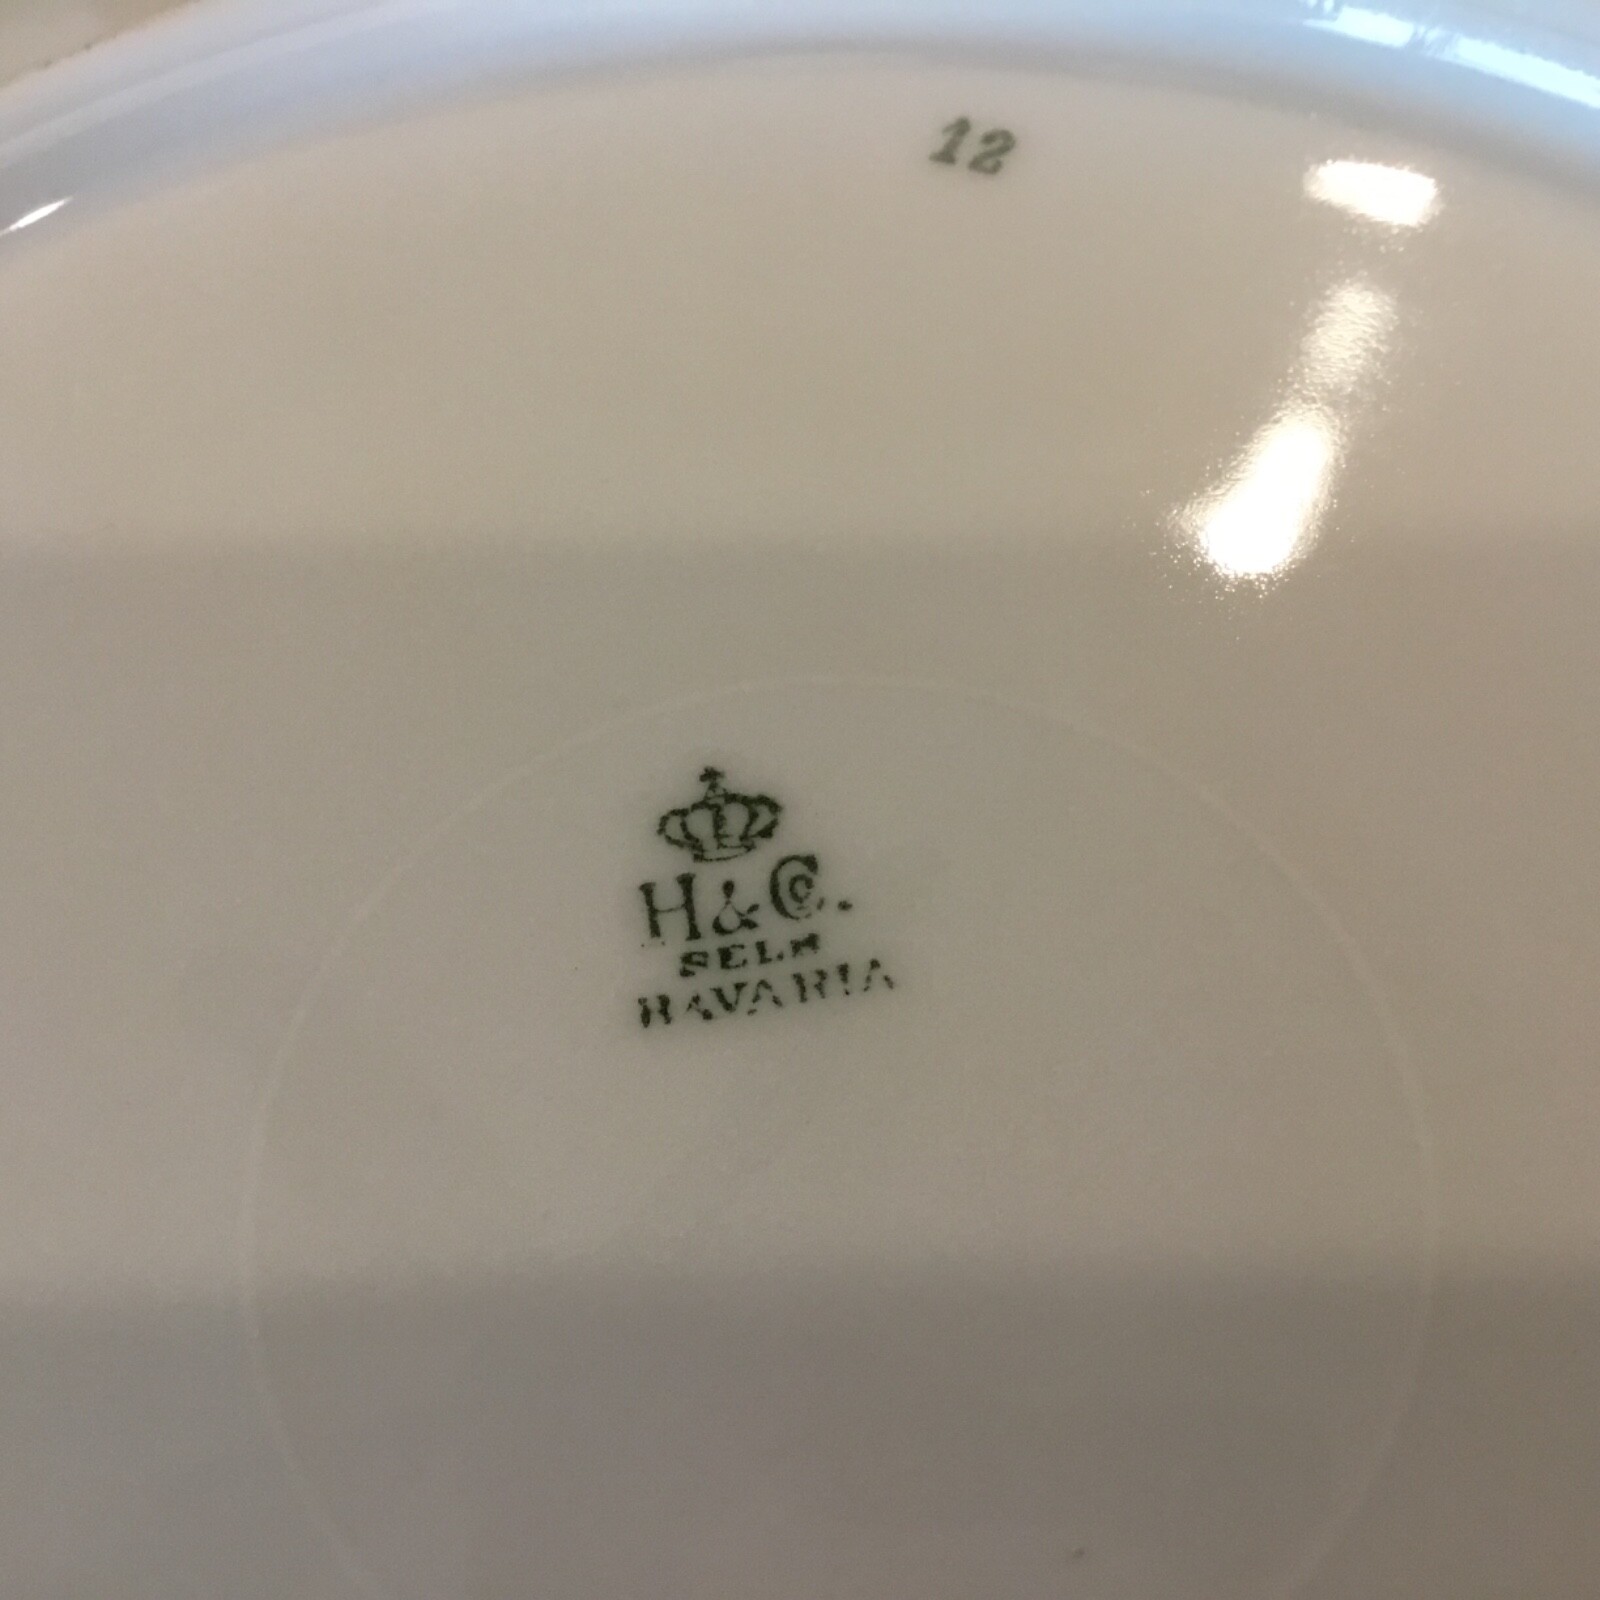 12
H & Co.
SELB
BAVARIA